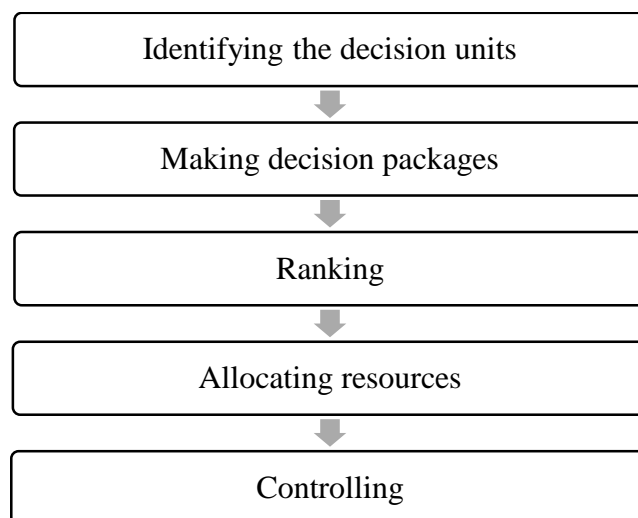 Identifying the decision units
Making decision packages
Ranking
Allocating resources
Controlling